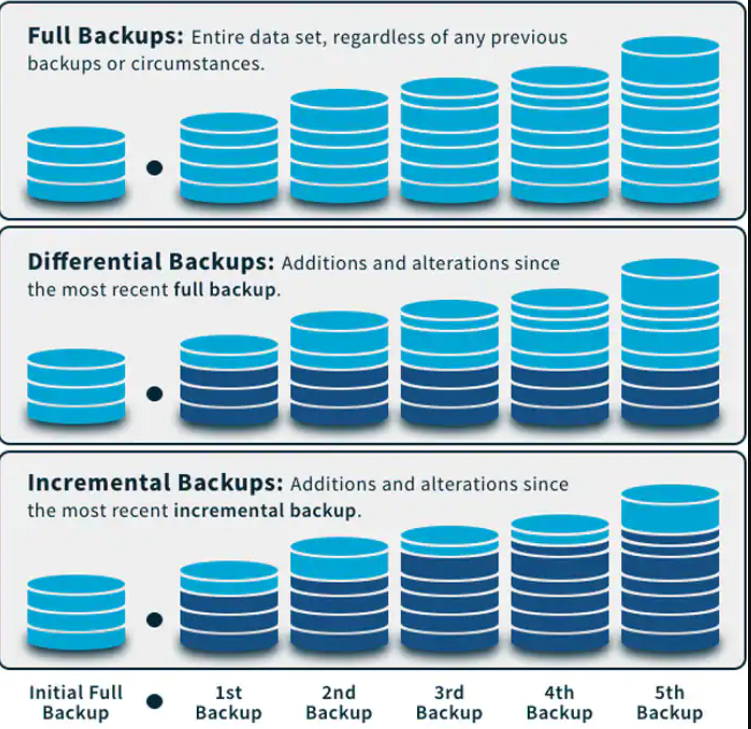 Full Backups: Entire data set, regardless of any previous
backups or circumstances.
Differential Backups: Additions and alterations since
the most recent full backup.
Incremental Backups: Additions and alterations since
the most recent incremental backup.
Initial Full
Backup
1st
Backup
2nd
Backup
3rd
Backup
4th
Backup
5th
Backup